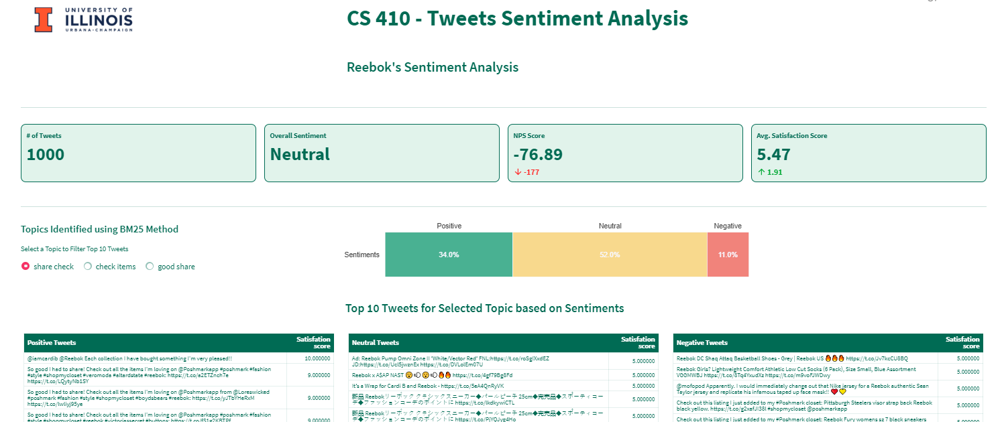 UNIVERSITY OF
ILLINOIS
URBANA-CHAMPAIGN
CS 410 - Tweets Sentiment Analysis
Reebok's Sentiment Analysis
# of Tweets
1000
Overall Sentiment
Neutral
NPS Score
-76.89
↓ -177
Avg. Satisfaction Score
5.47
↑ 1.91
Topics Identified using BM25 Method
Select a Topic to Filter Top 10 Tweets
share check
check items
good share
Positive
Neutral
Negative
Sentiments
34.0%
52.0%
11.0%
Top 10 Tweets for Selected Topic based on Sentiments
Positive Tweets
Satisfation
score
@iamcardib @Reebok Each collection I have bought something I'm very pleased!!
10.000000
So good I had to share! Check out all the items I'm loving on @Poshmarkapp #poshmark #fashion
#style #shopmycloset #veromoda #altardstate #reebok: https://t.co/a2ETZnch7e
https://t.co/LQytyNb1SY
9.000000
So good I had to share! Check out all the items I'm loving on @Poshmarkapp from @Loreswicked
#poshmark #fashion #style #shopmycloset #boydsbears #reebok: https://t.co/yJTbYHeRxM
https://t.co/IwIiyj95ye
9.000000
So good I had to share! Check out all the items I'm loving on @Poshmarkapp #poshmark #fashion
#style #shopmycloset #reebok #victoriassecret #buttons: https://t.co/fS1g2KBTPf
9.000000
Neutral Tweets
Satisfation
score
Ad: Reebok Pump Omni Zone II "White/Vector Red" FNL:https://t.co/roSgIXxdEZ
JD:https://t.co/UclSjwznEx https://t.co/DVLolEm07U
5.000000
Reebok x A$AP NAST 😮💨😮💨🔥🔥 https://t.co/4gf79Bg8Fd
5.000000
It's a Wrap for Cardi B and Reebok - https://t.co/5eA4QnRyVK
5.000000
新品 Reebokリーボック クラシックスニーカー◆パールピーチ 25cm◆完売品◆スポーティコー
デ◆ファッションコーデのポイントに https://t.co/IkdkywiCTL
5.000000
新品 Reebokリーボック クラシックスニーカー◆パールピーチ 25cm◆完売品◆スポーティコー
デ◆ファッションコーデのポイントに https://t.co/PjYQJyg4Ho
5.000000
Negative Tweets
Satisfation
score
Reebok DC Shaq Attaq Basketball Shoes - Grey | Reebok US 🔥🔥🔥 https://t.co/Jv7kcCU8BQ
5.000000
Reebok Girls? Lightweight Comfort Athletic Low Cut Socks (6 Pack), Size Small, Blue Assortment
VGGMWBJ https://t.co/8Tq4YxudXz https://t.co/m9voFJWDwy
5.000000
@mofopod Apparently. I would immediately change out that Nike jersey for a Reebok authentic Sean
Taylor jersey and replicate his infamous taped up face mask!! ❤️💛
5.000000
Check out this listing I just added to my #Poshmark closet: Pittsburgh Steelers visor strap back Reebok
black yellow. https://t.co/g2xafJI38I #shopmycloset @poshmarkapp
5.000000
Check out this listing I just added to my #Poshmark closet: Reebok Fury womens sz 7 black sneakers
5.000000